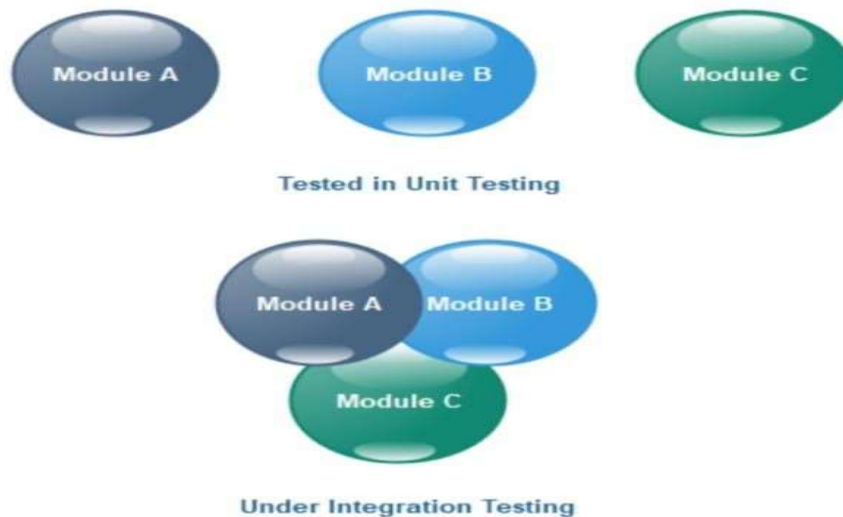 Module A Module B Module C
Tested in Unit Testing
Module A Module B
Module C
Under Integration Testing